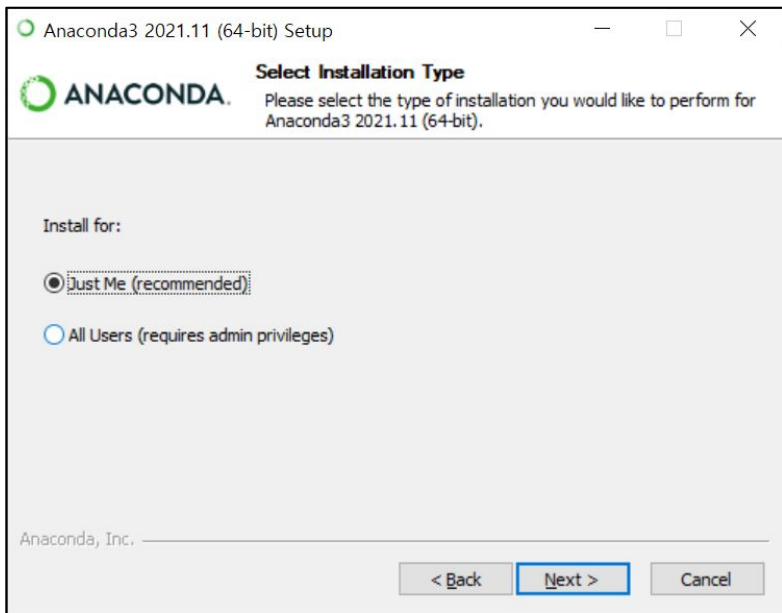 Anaconda3 2021.11 (64-bit) Setup
ANACONDA.
Select Installation Type
Please select the type of installation you would like to perform for
Anaconda3 2021.11 (64-bit).
Install for:
Just Me (recommended)
All Users (requires admin privileges)
Anaconda, Inc.
< Back
Next >
Cancel